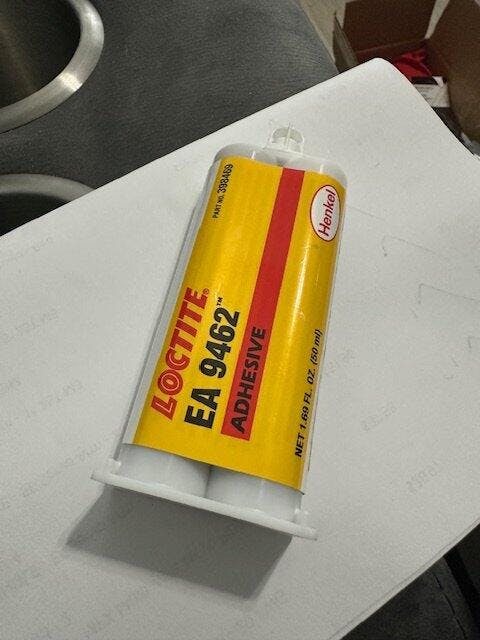 PART NO. 398469
Henkel
LOCTITE®
EA 9462™
ADHESIVE
NET 1.69 FL. OZ. (50 ml)